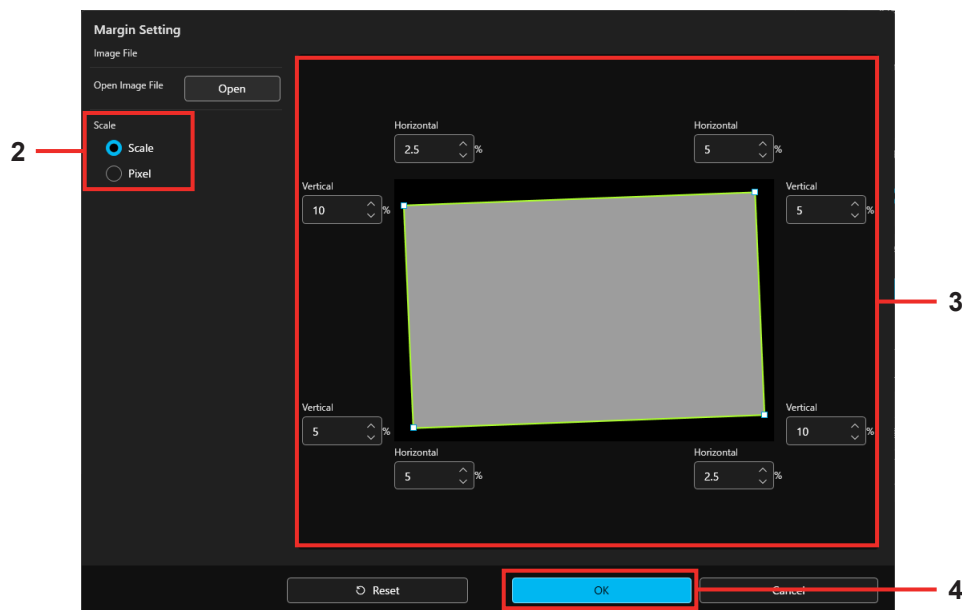 Margin Setting
Image File
Open Image File Open
Scale
Scale
Pixel
2
Horizontal Horizontal
2.5 % 5 %
Vertical Vertical
10 % 5 %
3
Vertical Vertical
5 % 10 %
Horizontal Horizontal
5 % 2.5 %
Reset OK Cancel
4